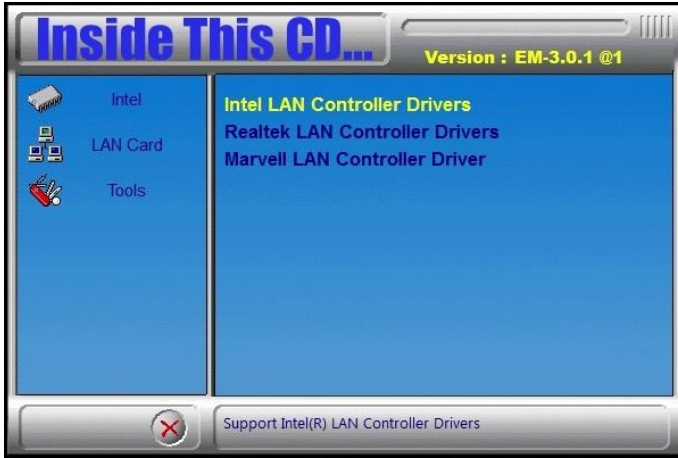 Inside This CD...
Version : EM-3.0.1 @1
Intel
LAN Card
Tools
Intel LAN Controller Drivers
Realtek LAN Controller Drivers
Marvell LAN Controller Driver
Support Intel(R) LAN Controller Drivers